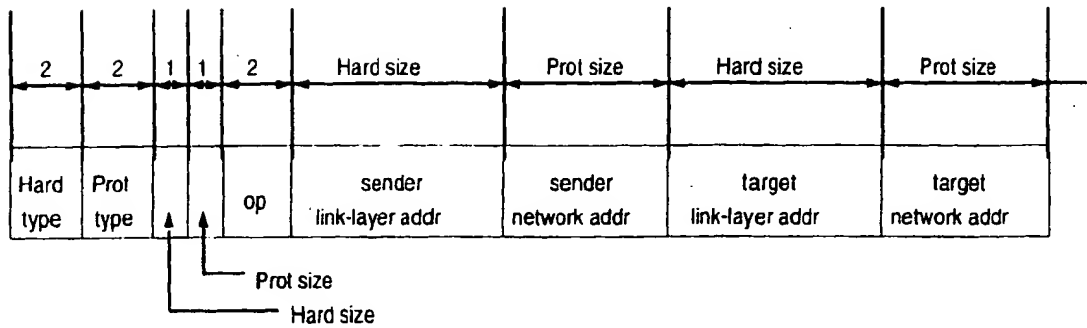 2 2 1 1 2 Hard size Prot size Hard size Prot size
Hard type
Prot type
op
sender link-layer addr
sender network addr
target link-layer addr
target network addr
Prot size
Hard size